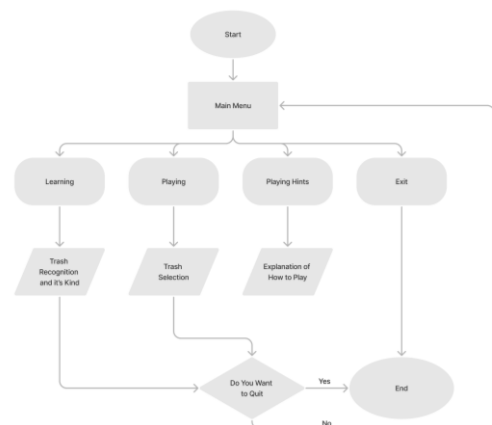 Start
Main Menu
Learning
Playing
Playing Hints
Exit
Trash
Recognition
and it's Kind
Trash
Selection
Explanation of
How to Play
Do You Want
to Quit
Yes
End
No